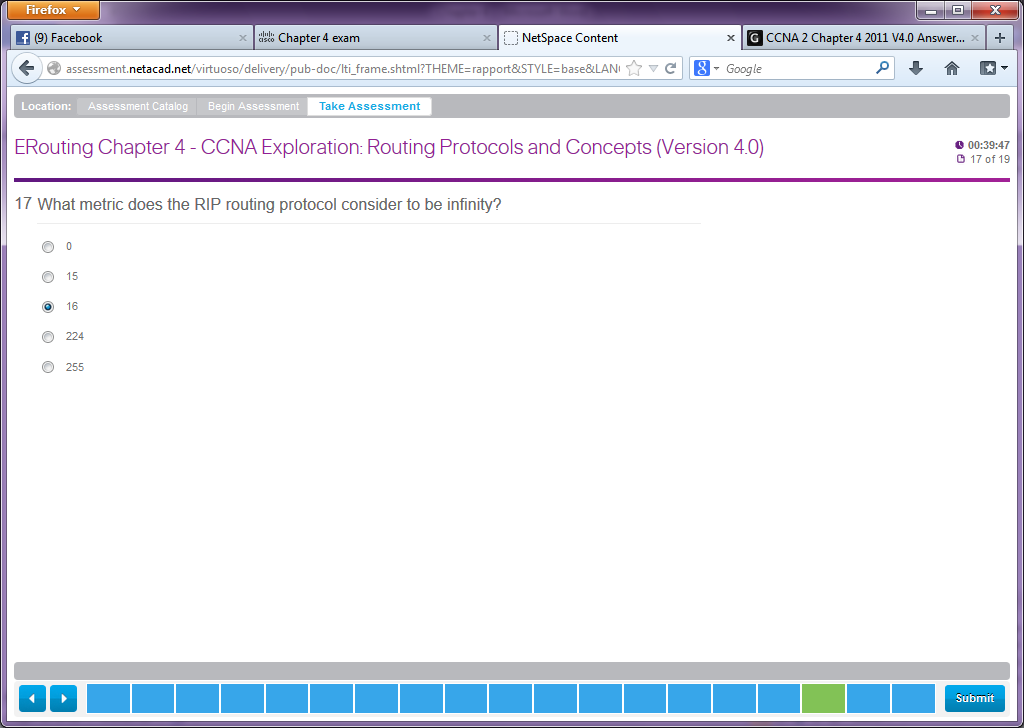 Firefox
(9) Facebook
Chapter 4 exam
NetSpace Content
CCNA 2 Chapter 4 2011 V4.0 Answer...
assessment.netacad.net/virtuoso/delivery/pub-doc/lti_frame.shtml?THEME=rapport&STYLE=base&LAN
Google
Location: Assessment Catalog Begin Assessment Take Assessment
ERouting Chapter 4 - CCNA Exploration: Routing Protocols and Concepts (Version 4.0)
00:39:47
17 of 19
17 What metric does the RIP routing protocol consider to be infinity?
0
15
16
224
255
Submit